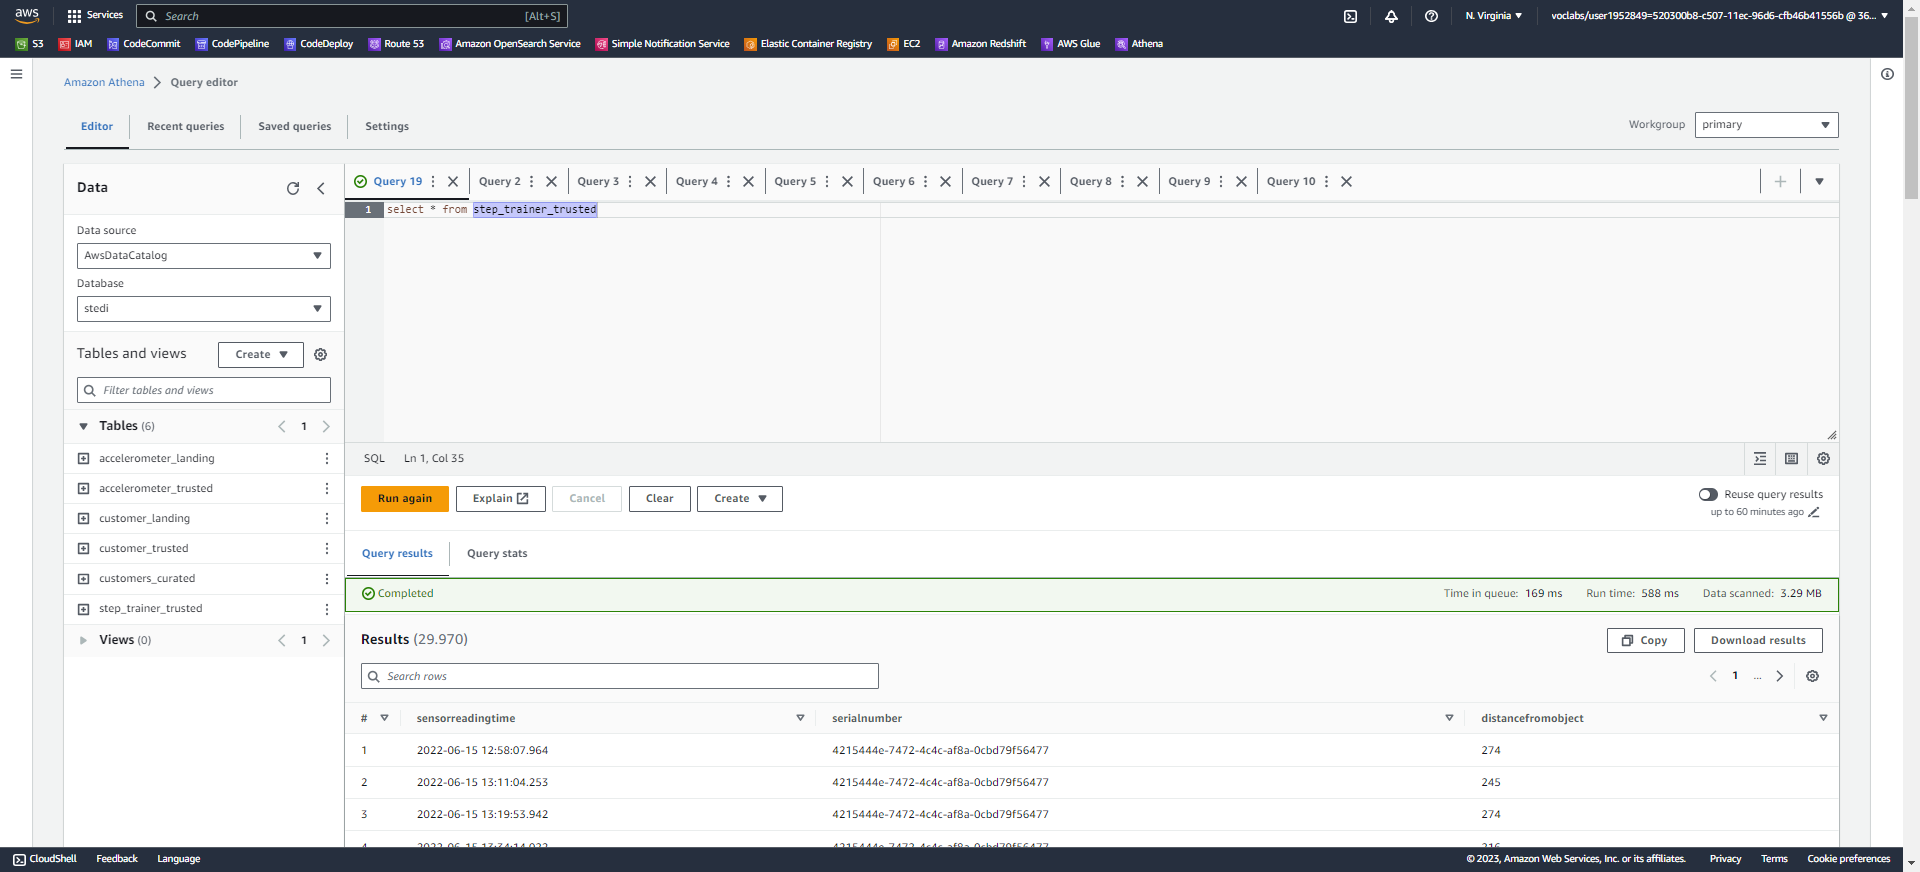 aws Services Search [Alt+S] N. Virginia voclabs/user1952849=520300b8-c507-11ec-96d6-cfb46b41556b @ 36...
S3 IAM CodeCommit CodePipeline CodeDeploy Route 53 Amazon OpenSearch Service Simple Notification Service Elastic Container Registry EC2 Amazon Redshift AWS Glue Athena
Amazon Athena Query editor
Editor Recent queries Saved queries Settings Workgroup primary
Data
Query 19 Query 2 Query 3 Query 4 Query 5 Query 6 Query 7 Query 8 Query 9 Query 10
1 select * from step_trainer_trusted
Data source
AwsDataCatalog
Database
stedi
Tables and views Create
Filter tables and views
Tables (6) 1
accelerometer_landing
accelerometer_trusted
customer_landing
customer_trusted
customers_curated
step_trainer_trusted
Views (0) 1
SQL Ln 1, Col 35
Run again Explain Cancel Clear Create
Reuse query results
up to 60 minutes ago
Query results Query stats
Completed Time in queue: 169 ms Run time: 588 ms Data scanned: 3.29 MB
Results (29.970) Copy Download results
Search rows 1 ...
# sensorreadingtime serialnumber distancefromobject
1 2022-06-15 12:58:07.964 4215444e-7472-4c4c-af8a-0cbd79f56477 274
2 2022-06-15 13:11:04.253 4215444e-7472-4c4c-af8a-0cbd79f56477 245
3 2022-06-15 13:19:53.942 4215444e-7472-4c4c-af8a-0cbd79f56477 274
CloudShell Feedback Language © 2023, Amazon Web Services, Inc. or its affiliates. Privacy Terms Cookie preferences